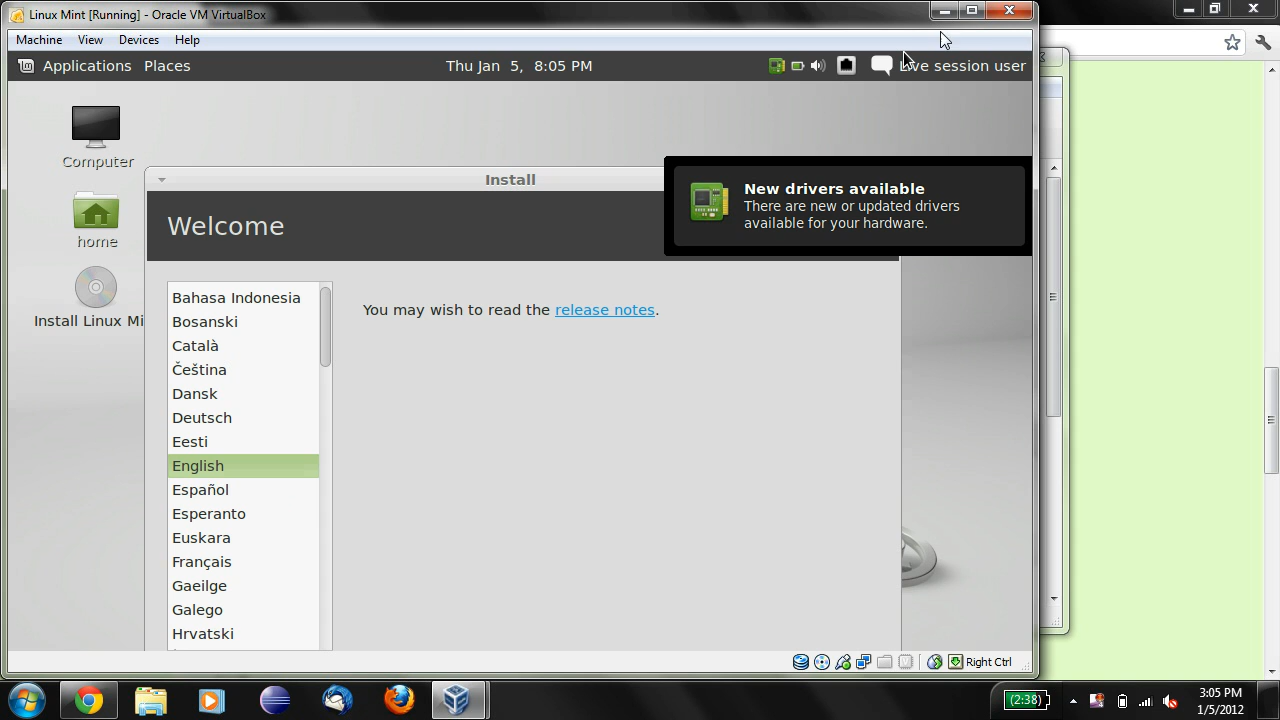 Linux Mint [Running] - Oracle VM VirtualBox
Machine View Devices Help
Applications Places Thu Jan 5, 8:05 PM Live session user
Computer
home
Install Linux Mi
Install
Welcome
New drivers available
There are new or updated drivers
available for your hardware.
You may wish to read the release notes.
Bahasa Indonesia
Bosanski
Català
Čeština
Dansk
Deutsch
Eesti
English
Español
Esperanto
Euskara
Français
Gaeilge
Galego
Hrvatski
Right Ctrl
(2:38)
3:05 PM
1/5/2012